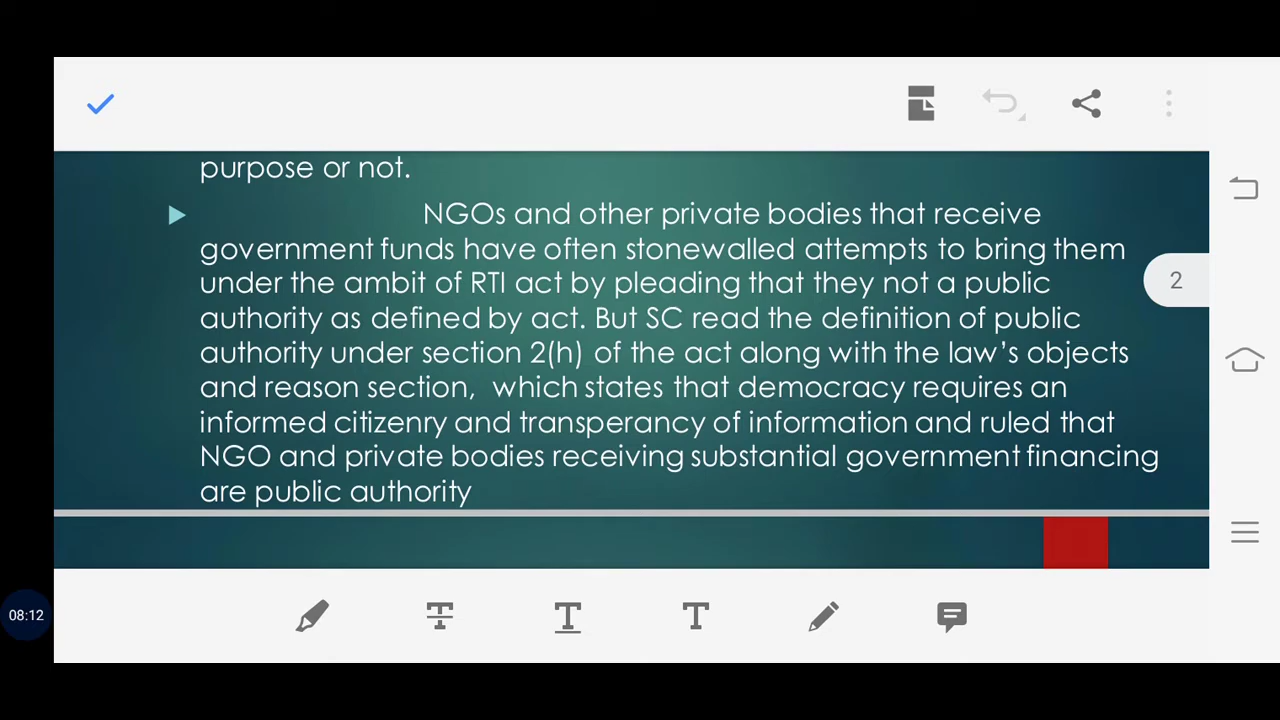 purpose or not.
NGOs and other private bodies that receive
government funds have often stonewalled attempts to bring them
under the ambit of RTI act by pleading that they not a public
authority as defined by act. But SC read the definition of public
authority under section 2(h) of the act along with the law’s objects
and reason section, which states that democracy requires an
informed citizenry and transperancy of information and ruled that
NGO and private bodies receiving substantial government financing
are public authority
2
08:12